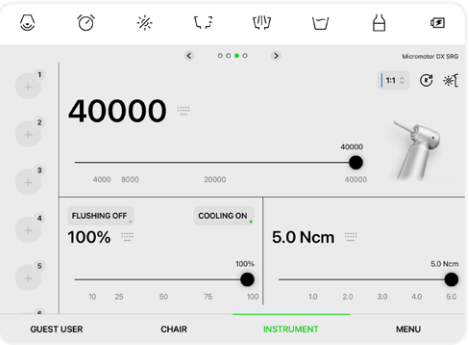 Micromotor DX SRG
1
1:1
R
2
40000
40000
3
4000 8000 20000 40000
4
FLUSHING OFF COOLING ON
100% 5.0 Ncm
5
100% 5.0 Ncm
10 25 50 75 100 1.0 2.0 3.0 4.0 5.0
GUEST USER CHAIR INSTRUMENT MENU